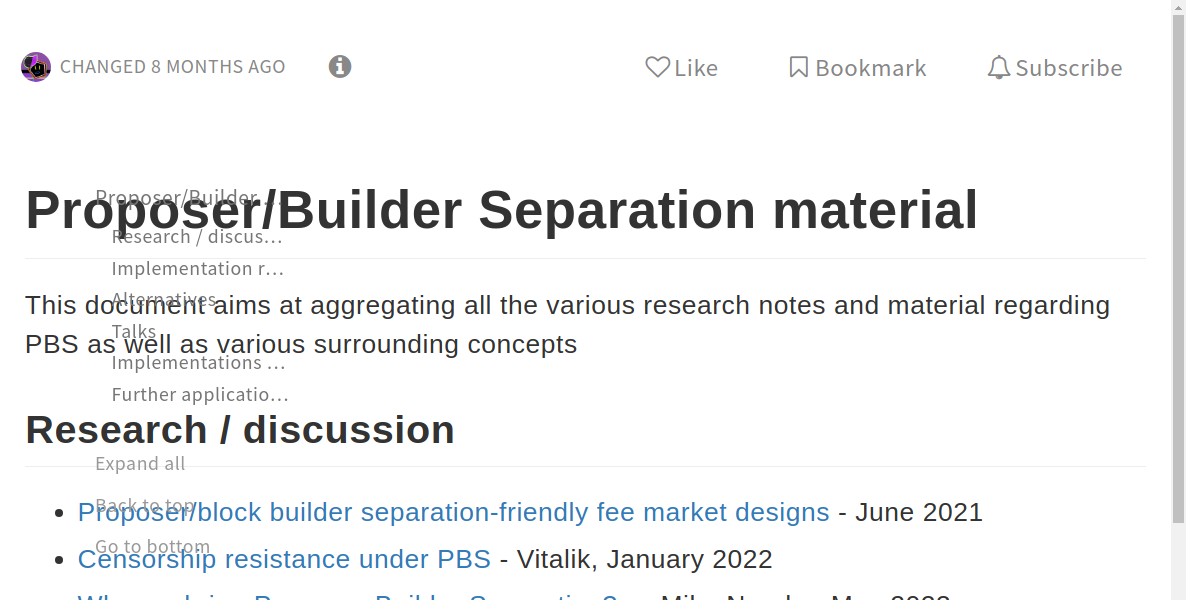 CHANGED 8 MONTHS AGO
Like
Bookmark
Subscribe
Proposer/Builder Separation material
Proposer/Builder …
Research / discus…
Implementation r…
Alternatives
Talks
Implementations …
Further applicatio…
This document aims at aggregating all the various research notes and material regarding
PBS as well as various surrounding concepts
Research / discussion
Expand all
Back to top
Go to bottom
Proposer/block builder separation-friendly fee market designs - June 2021
Censorship resistance under PBS - Vitalik, January 2022